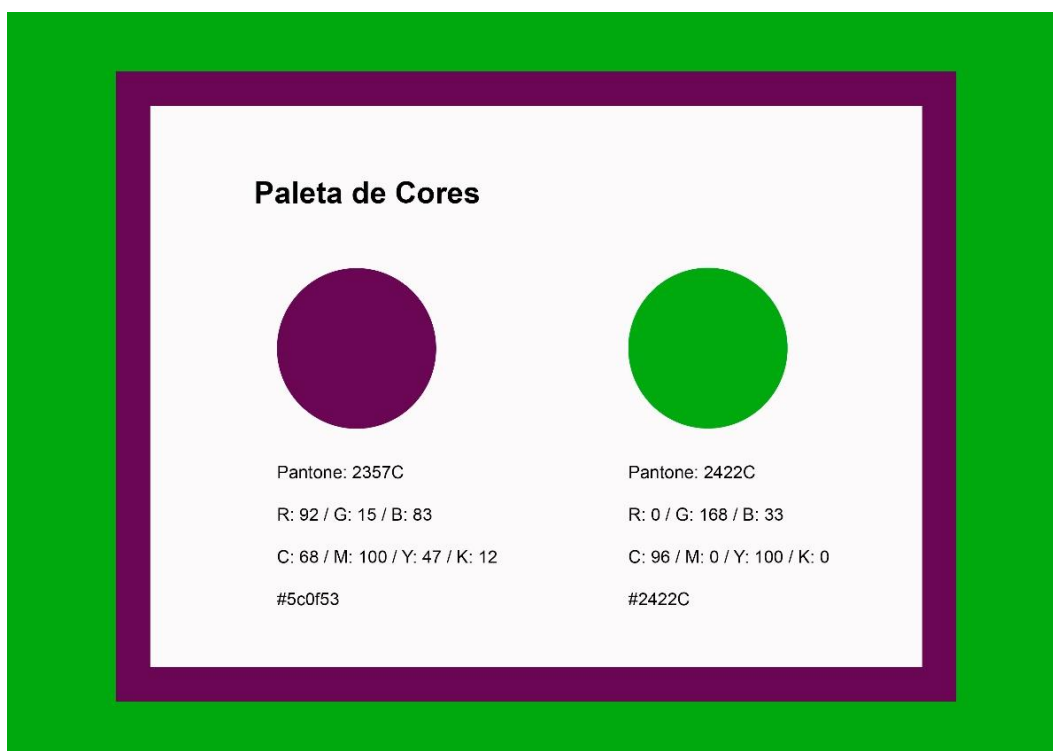 Paleta de Cores
Pantone: 2357C
R: 92 / G: 15 / B: 83
C: 68 / M: 100 / Y: 47 / K: 12
#5c0f53
Pantone: 2422C
R: 0 / G: 168 / B: 33
C: 96 / M: 0 / Y: 100 / K: 0
#2422C